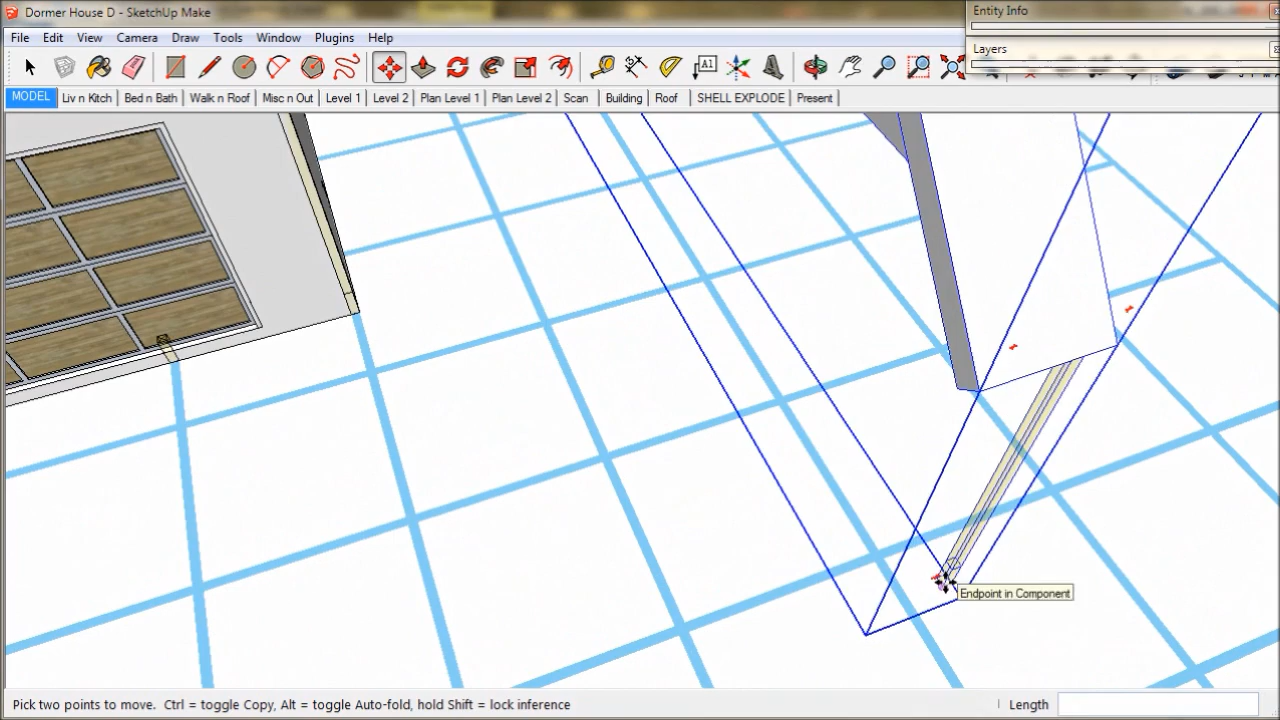 Dormer House D - SketchUp Make
Entity Info
File Edit View Camera Draw Tools Window Plugins Help
Layers
A1
MODEL Liv n Kitch Bed n Bath Walk n Roof Misc n Out Level 1 Level 2 Plan Level 1 Plan Level 2 Scan Building Roof SHELL EXPLODE Present
Endpoint in Component
Pick two points to move. Ctrl = toggle Copy, Alt = toggle Auto-fold, hold Shift = lock inference
Length